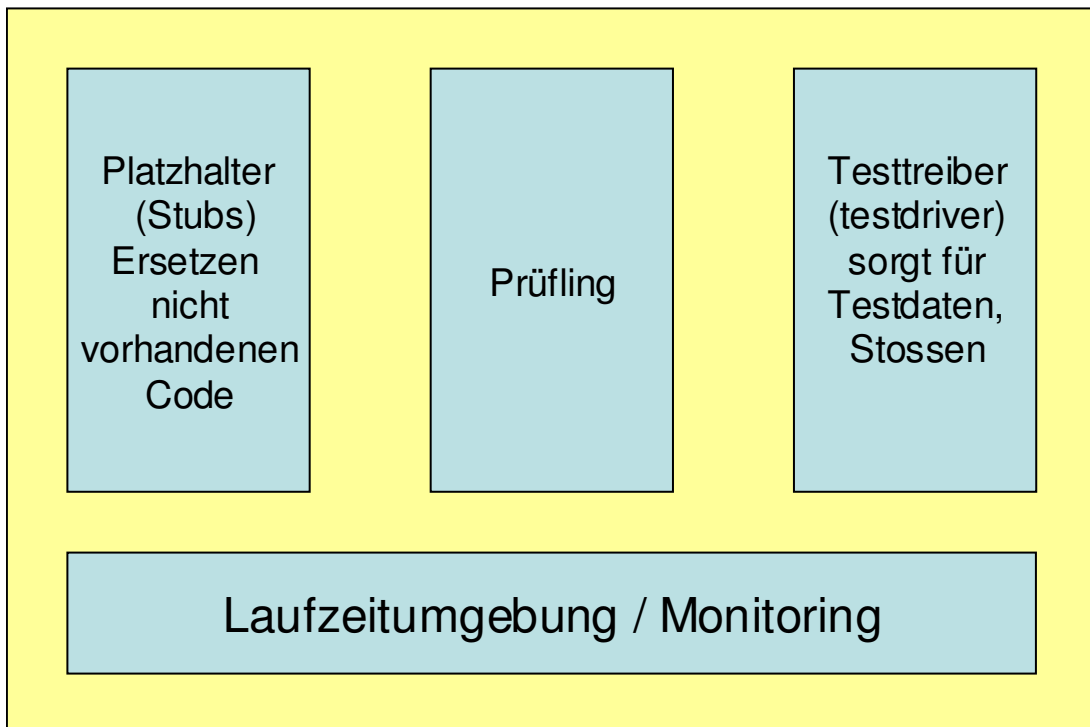 Platzhalter
(Stubs)
Ersetzen
nicht
vorhandenen
Code
Prüfling
Testtreiber
(testdriver)
sorgt für
Testdaten,
Stossen
Laufzeitumgebung / Monitoring